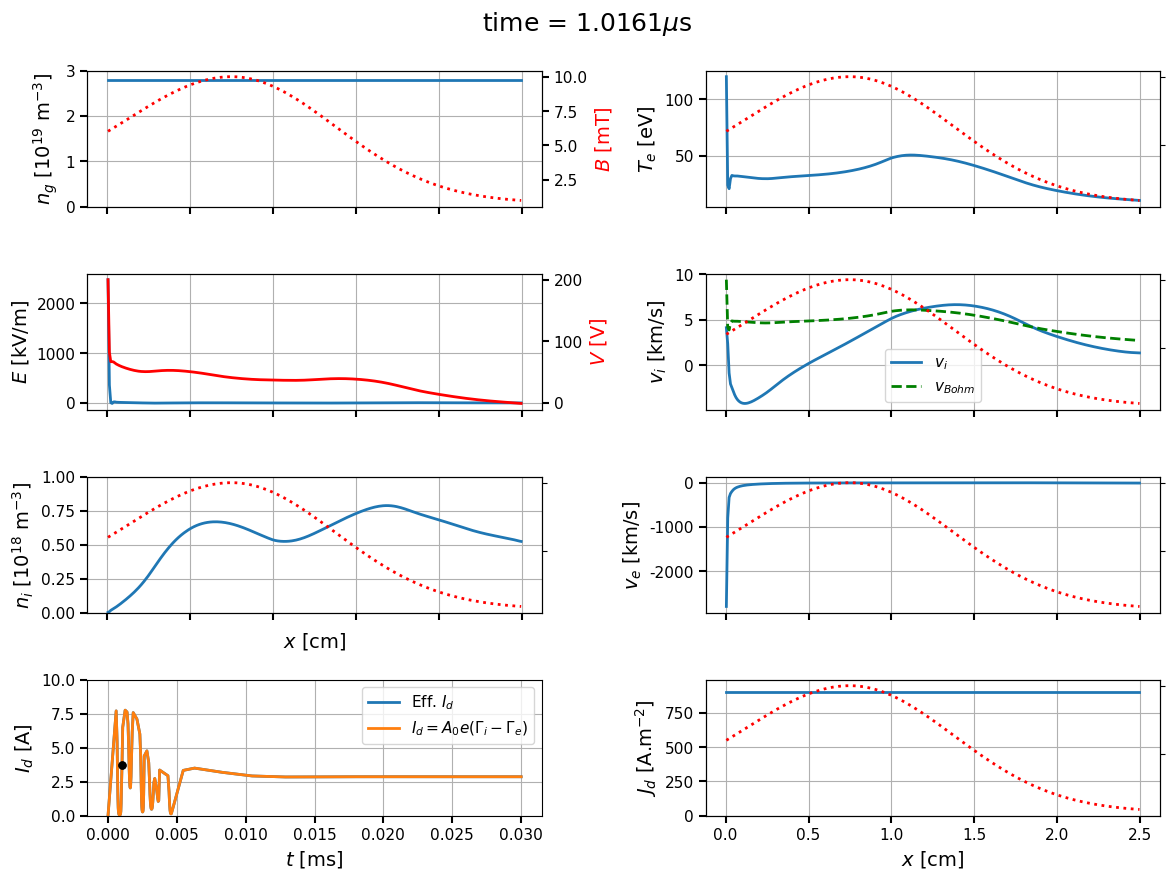 time = 1.0161μs
n_g [10^19 m^−3]
3
2
1
0
10.0
7.5
5.0
2.5
B [mT]
T_e [eV]
100
50
E [kV/m]
2000
1000
0
200
100
0
V [V]
v_i [km/s]
10
5
0
v_i
v_Bohm
n_i [10^18 m^−3]
1.00
0.75
0.50
0.25
0.00
x [cm]
v_e [km/s]
0
-1000
-2000
I_d [A]
10.0
7.5
5.0
2.5
0.0
Eff. I_d
I_d = A_0e(Γ_i − Γ_e)
0.000 0.005 0.010 0.015 0.020 0.025 0.030
t [ms]
J_d [A.m^−2]
750
500
250
0
0.0 0.5 1.0 1.5 2.0 2.5
x [cm]